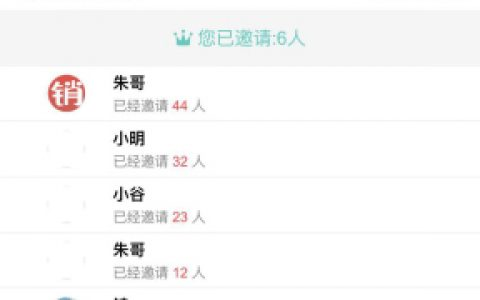 您已邀请:6人
销
朱哥
已经邀请 44 人
小明
已经邀请 32 人
小谷
已经邀请 23 人
朱哥
已经邀请 12 人